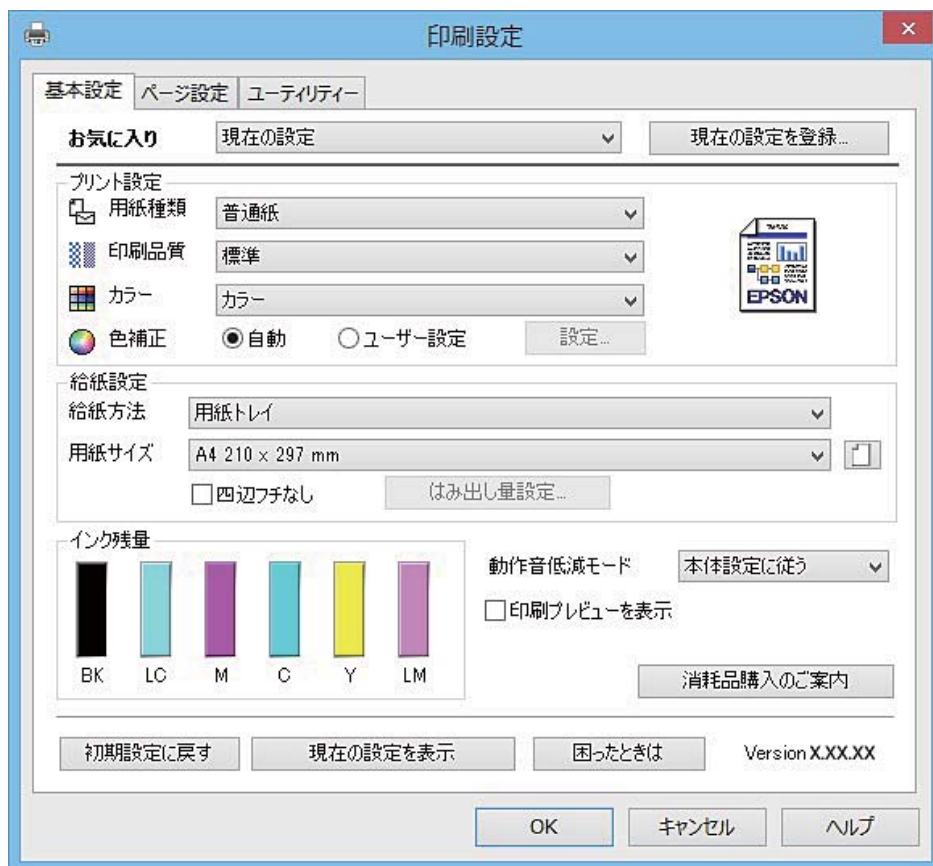 印刷設定
基本設定 ページ設定 ユーティリティー
お気に入り 現在の設定 現在の設定を登録...
プリント設定
用紙種類 普通紙
印刷品質 標準
カラー カラー
色補正 自動 ユーザー設定 設定...
EPSON
給紙設定
給紙方法 用紙トレイ
用紙サイズ A4 210 x 297 mm
四辺フチなし はみ出し量設定...
インク残量
動作音低減モード 本体設定に従う
印刷プレビューを表示
BK LC M C Y LM
消耗品購入のご案内
初期設定に戻す 現在の設定を表示 困ったときは Version X.XX.XX
OK キャンセル ヘルプ